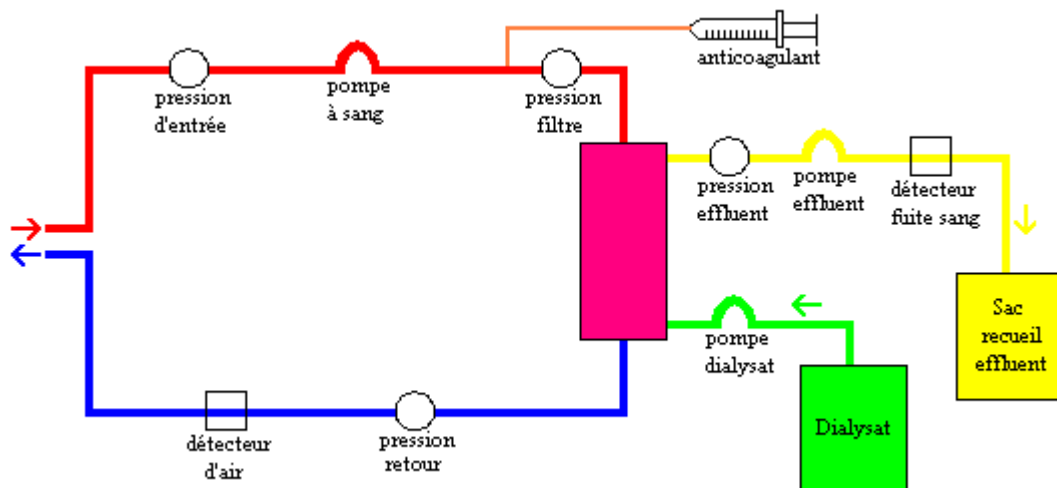 anticoagulant
pression
d'entrée
pompe
à sang
pression
filtre
pression
effluent
pompe
effluent
détecteur
fuite sang
Sac
recueil
effluent
pompe
dialysat
Dialysat
détecteur
d'air
pression
retour